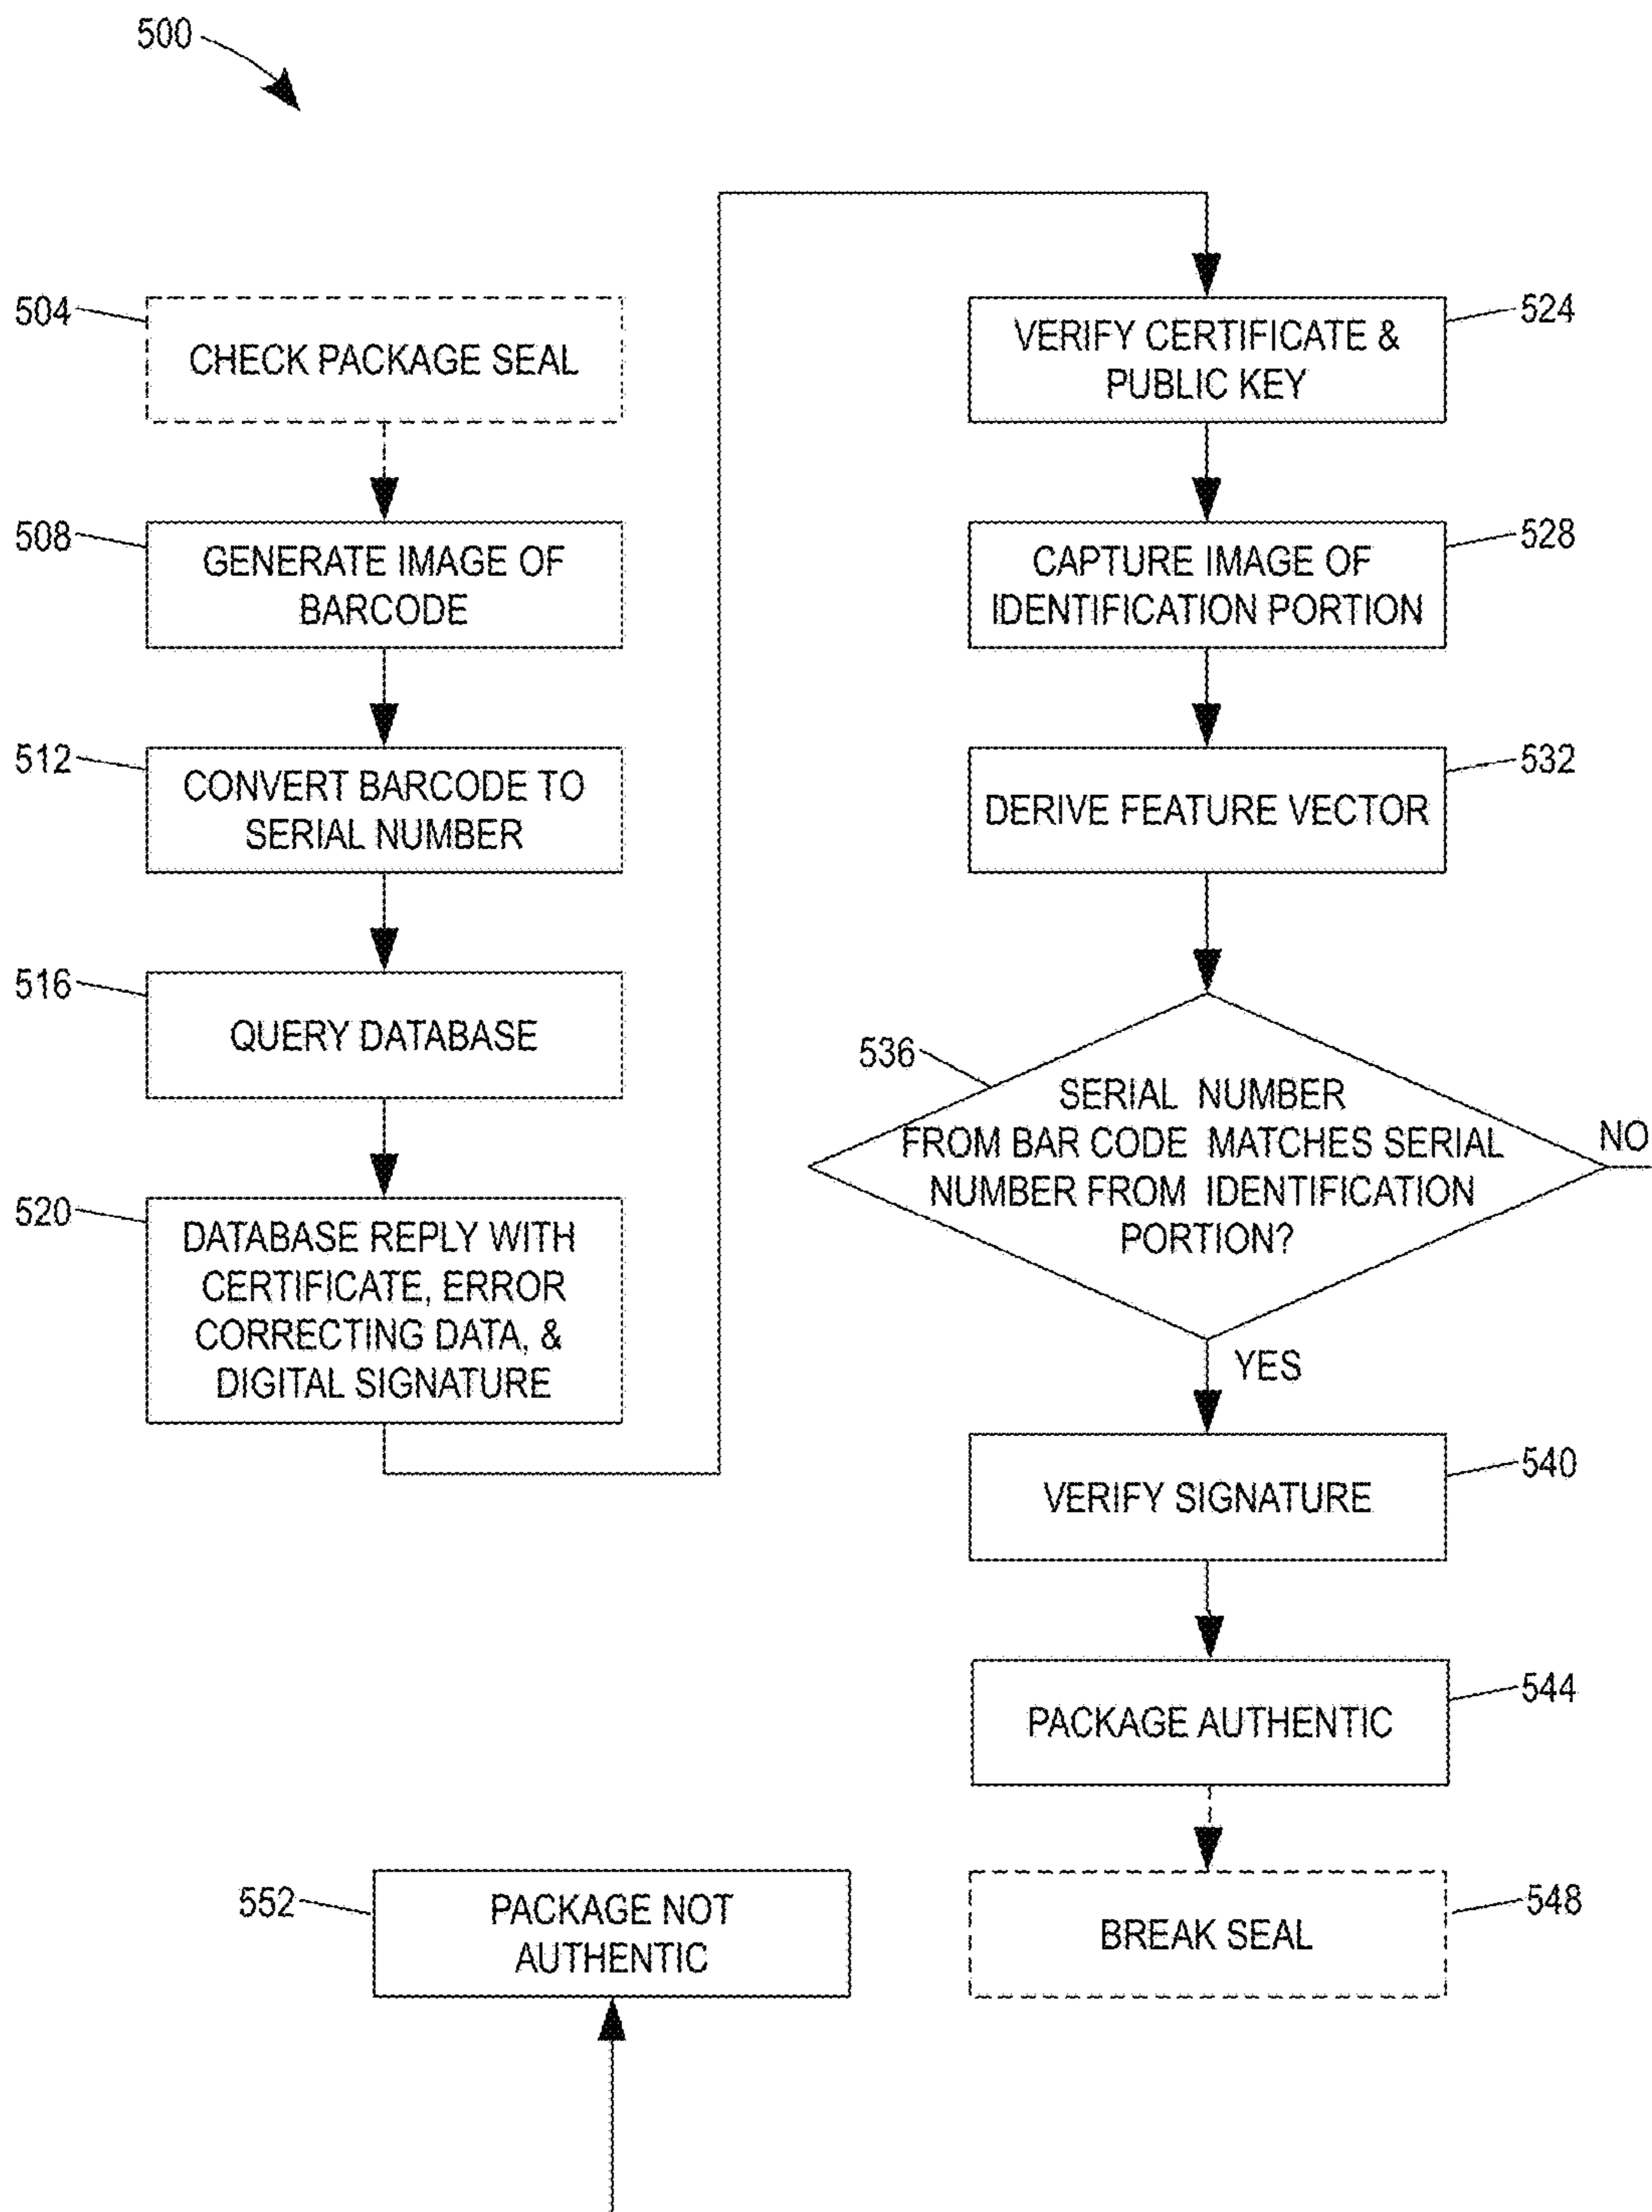 500
504
CHECK PACKAGE SEAL
508
GENERATE IMAGE OF
BARCODE
512
CONVERT BARCODE TO
SERIAL NUMBER
516
QUERY DATABASE
520
DATABASE REPLY WITH
CERTIFICATE, ERROR
CORRECTING DATA, &
DIGITAL SIGNATURE
524
VERIFY CERTIFICATE &
PUBLIC KEY
528
CAPTURE IMAGE OF
IDENTIFICATION PORTION
532
DERIVE FEATURE VECTOR
536
SERIAL NUMBER
FROM BAR CODE MATCHES SERIAL
NUMBER FROM IDENTIFICATION
PORTION?
NO
YES
540
VERIFY SIGNATURE
544
PACKAGE AUTHENTIC
548
BREAK SEAL
552
PACKAGE NOT
AUTHENTIC